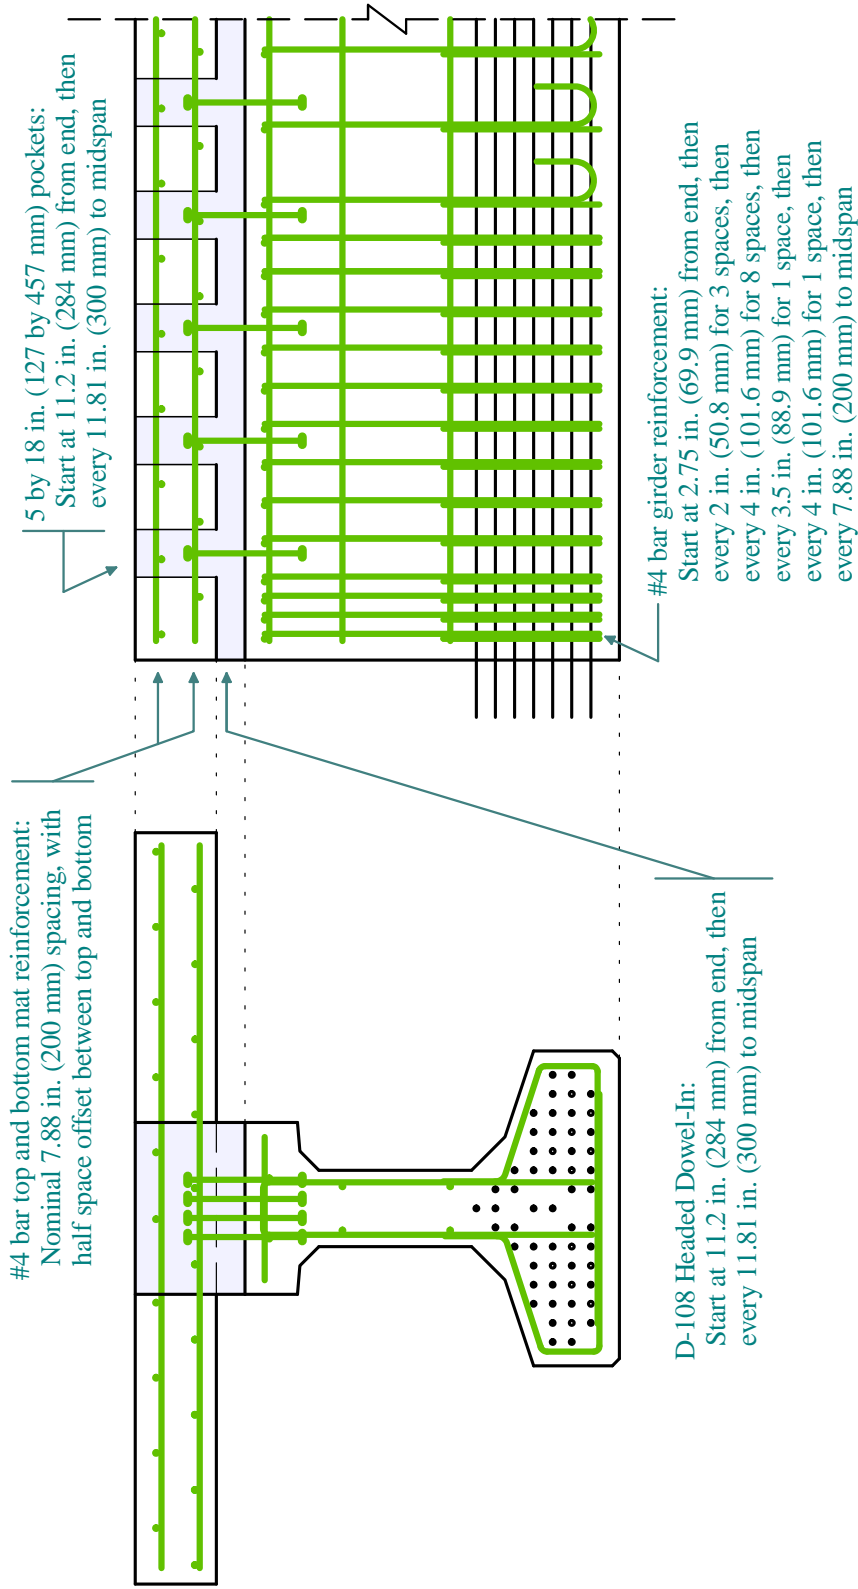 #4 bar top and bottom mat reinforcement:
Nominal 7.88 in. (200 mm) spacing, with
half space offset between top and bottom
5 by 18 in. (127 by 457 mm) pockets:
Start at 11.2 in. (284 mm) from end, then
every 11.81 in. (300 mm) to midspan
D-108 Headed Dowel-In:
Start at 11.2 in. (284 mm) from end, then
every 11.81 in. (300 mm) to midspan
#4 bar girder reinforcement:
Start at 2.75 in. (69.9 mm) from end, then
every 2 in. (50.8 mm) for 3 spaces, then
every 4 in. (101.6 mm) for 8 spaces, then
every 3.5 in. (88.9 mm) for 1 space, then
every 4 in. (101.6 mm) for 1 space, then
every 7.88 in. (200 mm) to midspan